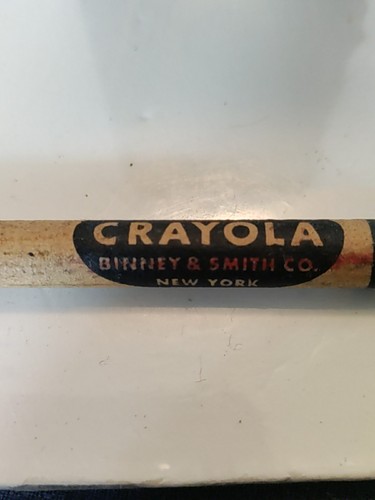 CRAYOLA
BINNEY & SMITH CO.
NEW YORK